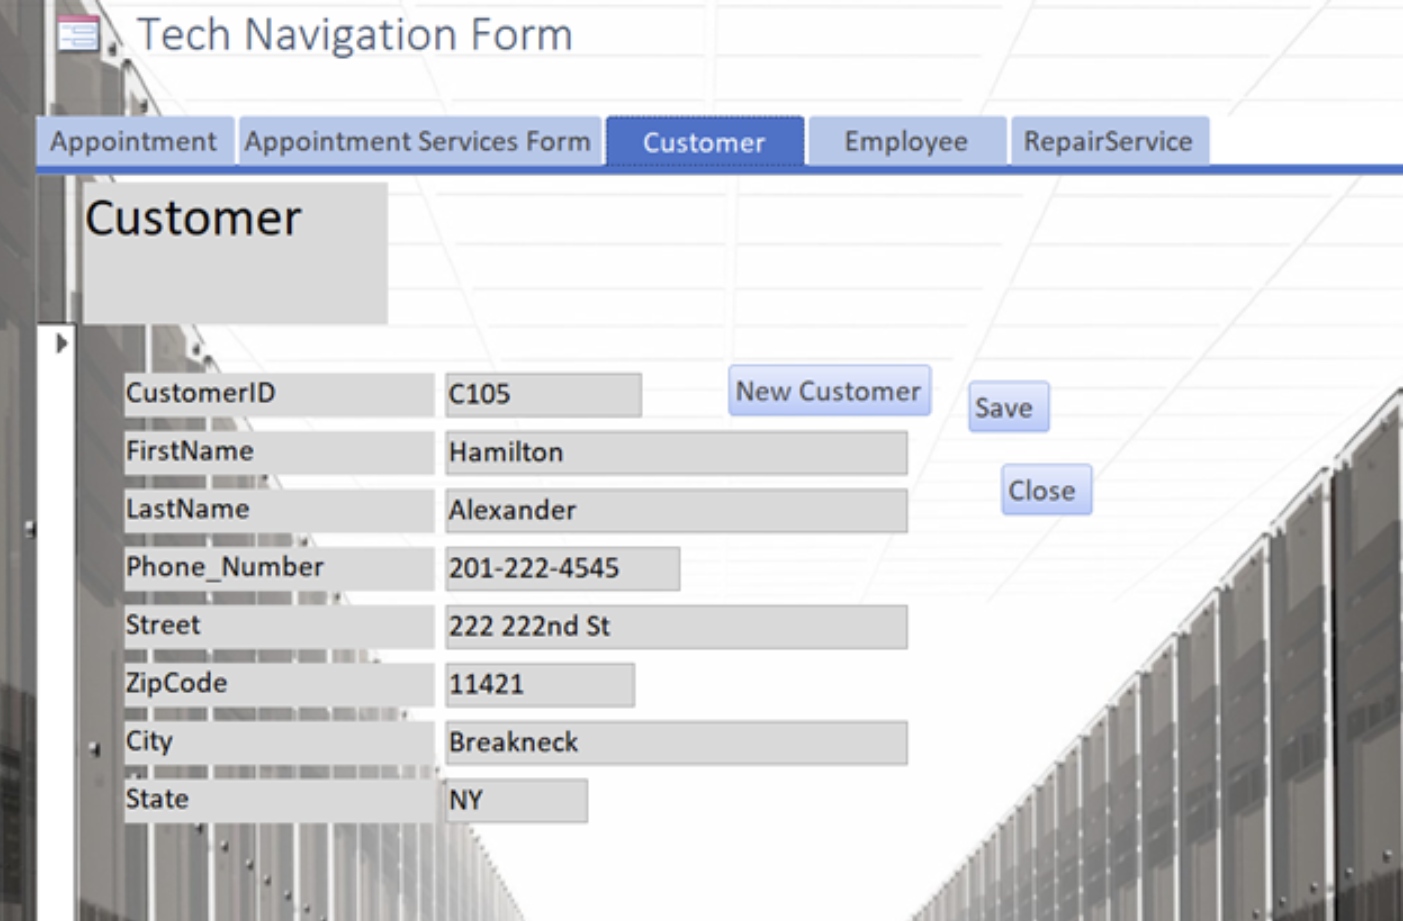 Tech Navigation Form
Appointment Appointment Services Form Customer Employee RepairService
Customer
CustomerID C105 New Customer Save
FirstName Hamilton
Close
LastName Alexander
Phone_Number 201-222-4545
Street 222 222nd St
ZipCode 11421
City Breakneck
State NY